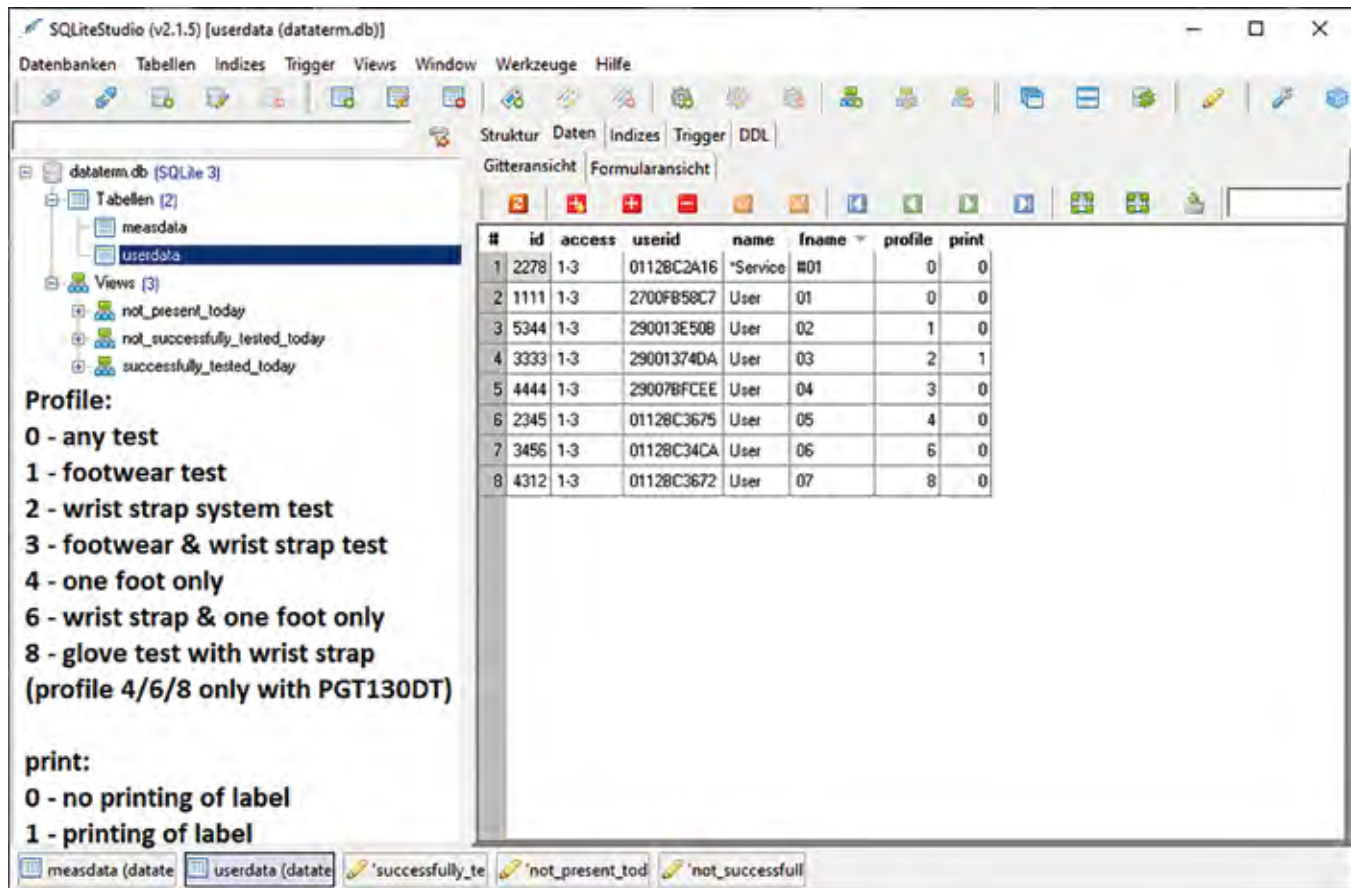 SQLiteStudio (v2.1.5) [userdata (dataterm.db)]
Datenbanken Tabellen Indizes Trigger Views Window Werkzeuge Hilfe
Struktur Daten Indizes Trigger DDL
Gitteransicht Formularansicht
dataterm.db (SQLite 3)
Tabellen (2)
measdata
userdata
Views (3)
not_present_today
not_successfully_tested_today
successfully_tested_today
Profile:
0 - any test
1 - footwear test
2 - wrist strap system test
3 - footwear & wrist strap test
4 - one foot only
6 - wrist strap & one foot only
8 - glove test with wrist strap
(profile 4/6/8 only with PGT130DT)
print:
0 - no printing of label
1 - printing of label
# id access userid name fname profile print
1 2278 1-3 0112BC2A16 *Service #01 0 0
2 1111 1-3 2700FB58C7 User 01 0 0
3 5344 1-3 290013E50B User 02 1 0
4 3333 1-3 29001374DA User 03 2 1
5 4444 1-3 29007BFCEE User 04 3 0
6 2345 1-3 0112BC3675 User 05 4 0
7 3456 1-3 0112BC34CA User 06 6 0
8 4312 1-3 0112BC3672 User 07 8 0
measdata (datate userdata (datate 'successfully_te 'not_present_tod 'not_successfull